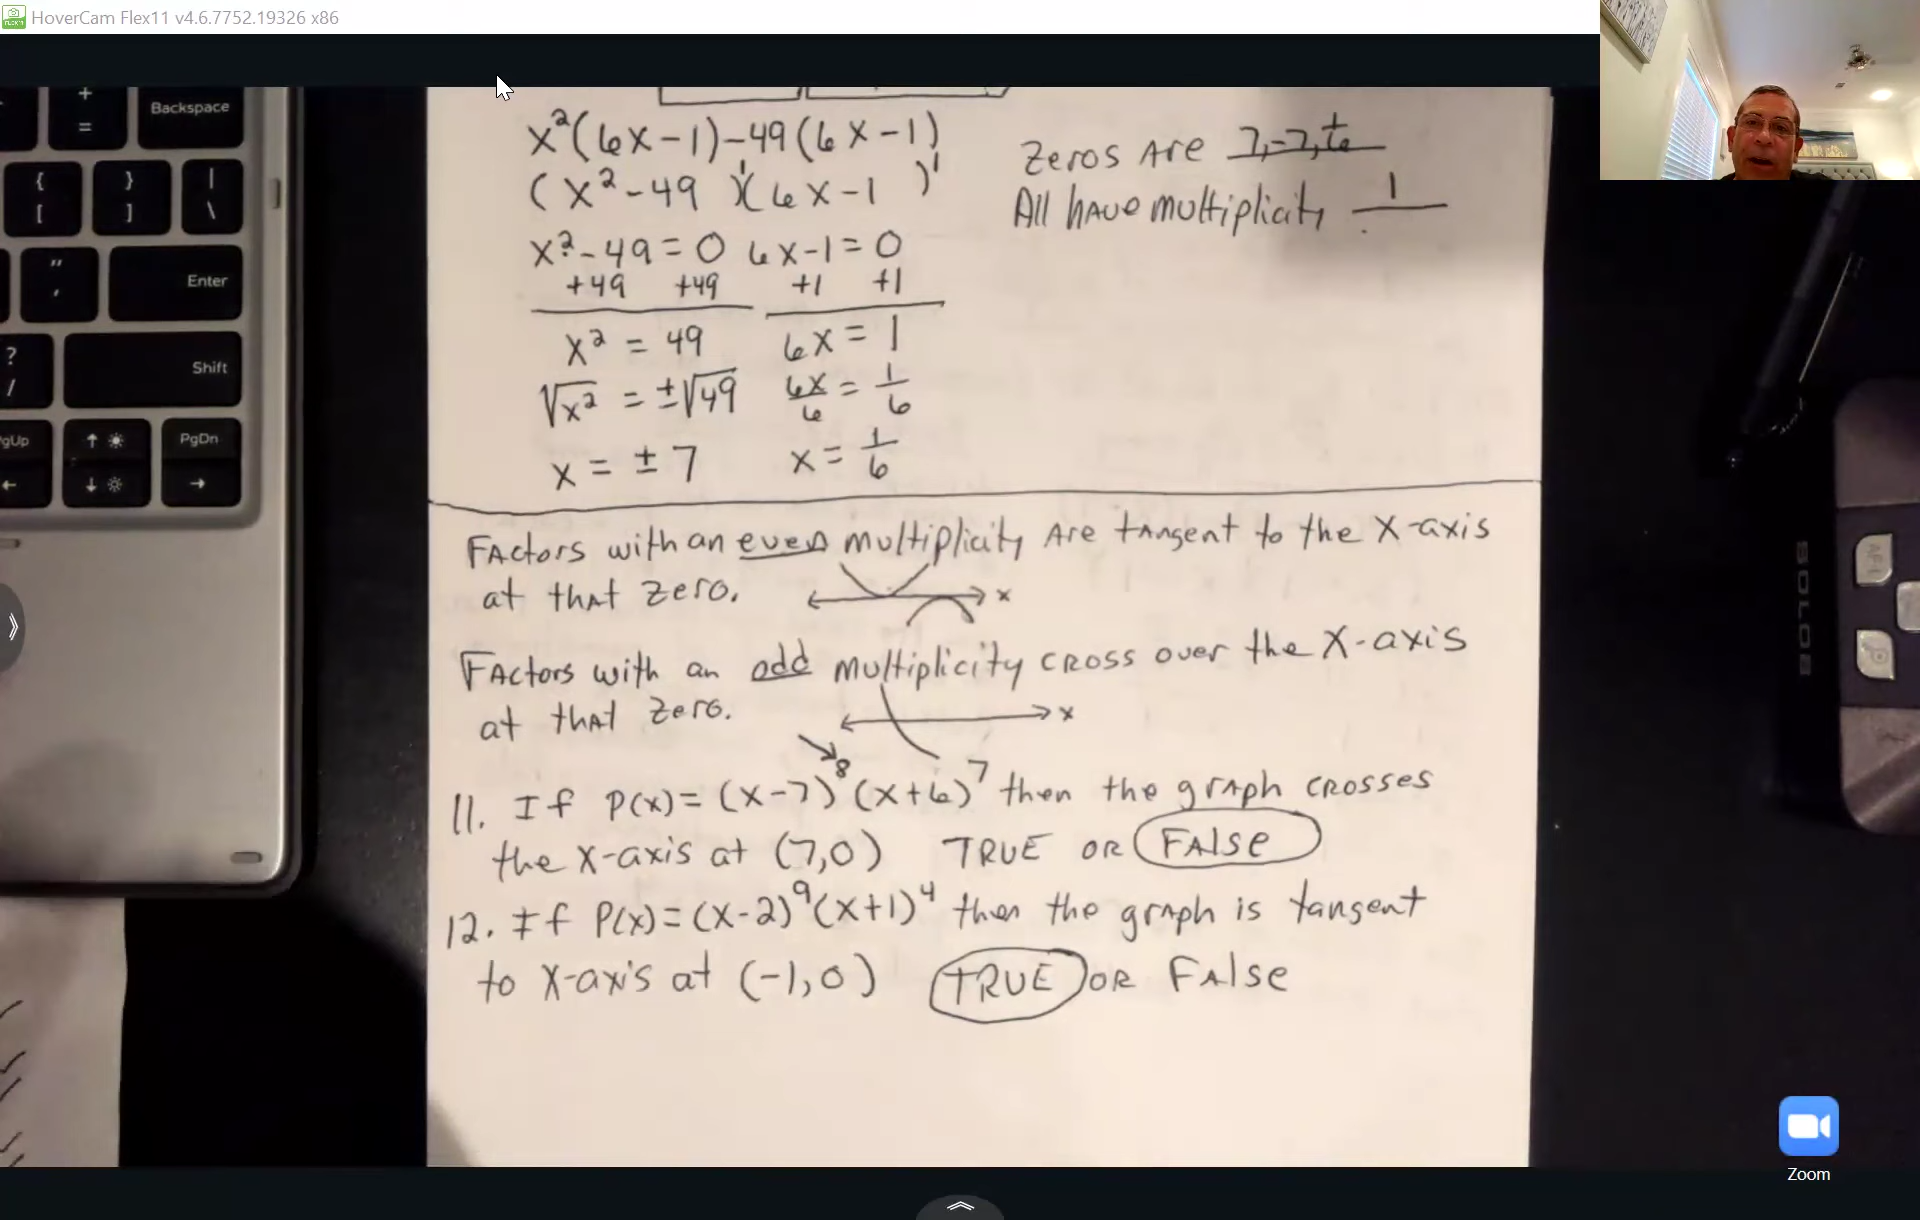 HoverCam Flex11 v4.6.7752.19326 x86
+
=
Backspace
{
[
}
]
|
\
"
'
Enter
?
/
Shift
PgDn
x²(6x-1)-49(6x-1)
(x²-49)¹(6x-1)¹
x²-49=0 6x-1=0
+49 +49 +1 +1
x² = 49 6x = 1
√x² = ±√49 6x/6 = 1/6
x = ± 7 x = 1/6
Zeros Are 7,-7,
All have multiplicity 1
Factors with an even multiplicity Are tangent to the X-axis
at that zero.
x
Factors with an odd multiplicity cross over the X-axis
at that zero.
x
11. If P(x)=(x-7)⁸(x+6)⁷ then the graph crosses
the x-axis at (7,0) TRUE OR FAlse
12. If P(x)=(x-2)⁹(x+1)⁴ then the graph is tangent
to X-axis at (-1,0) TRUE OR FAlse
SOLO8
Zoom